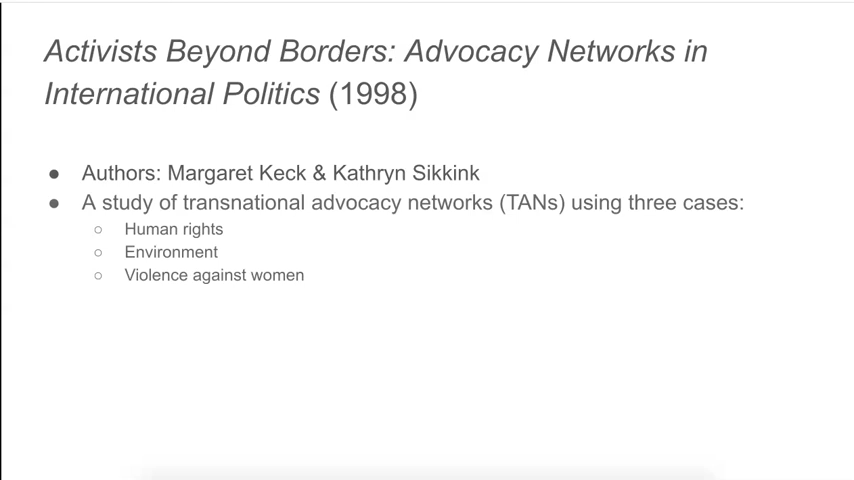 Activists Beyond Borders: Advocacy Networks in
International Politics (1998)
● Authors: Margaret Keck & Kathryn Sikkink
● A study of transnational advocacy networks (TANs) using three cases:
○ Human rights
○ Environment
○ Violence against women